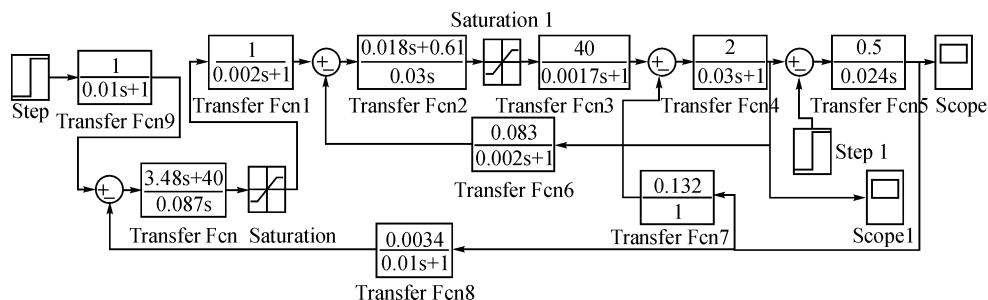 Saturation 1
1
0.01s+1
1
0.002s+1
0.018s+0.61
0.03s
40
0.0017s+1
2
0.03s+1
0.5
0.024s
Step
Transfer Fcn9
Transfer Fcn1
Transfer Fcn2
Transfer Fcn3
Transfer Fcn4
Transfer Fcn5
Scope
0.083
0.002s+1
Transfer Fcn6
Step 1
3.48s+40
0.087s
0.132
1
Transfer Fcn
Saturation
Transfer Fcn7
Scope1
0.0034
0.01s+1
Transfer Fcn8